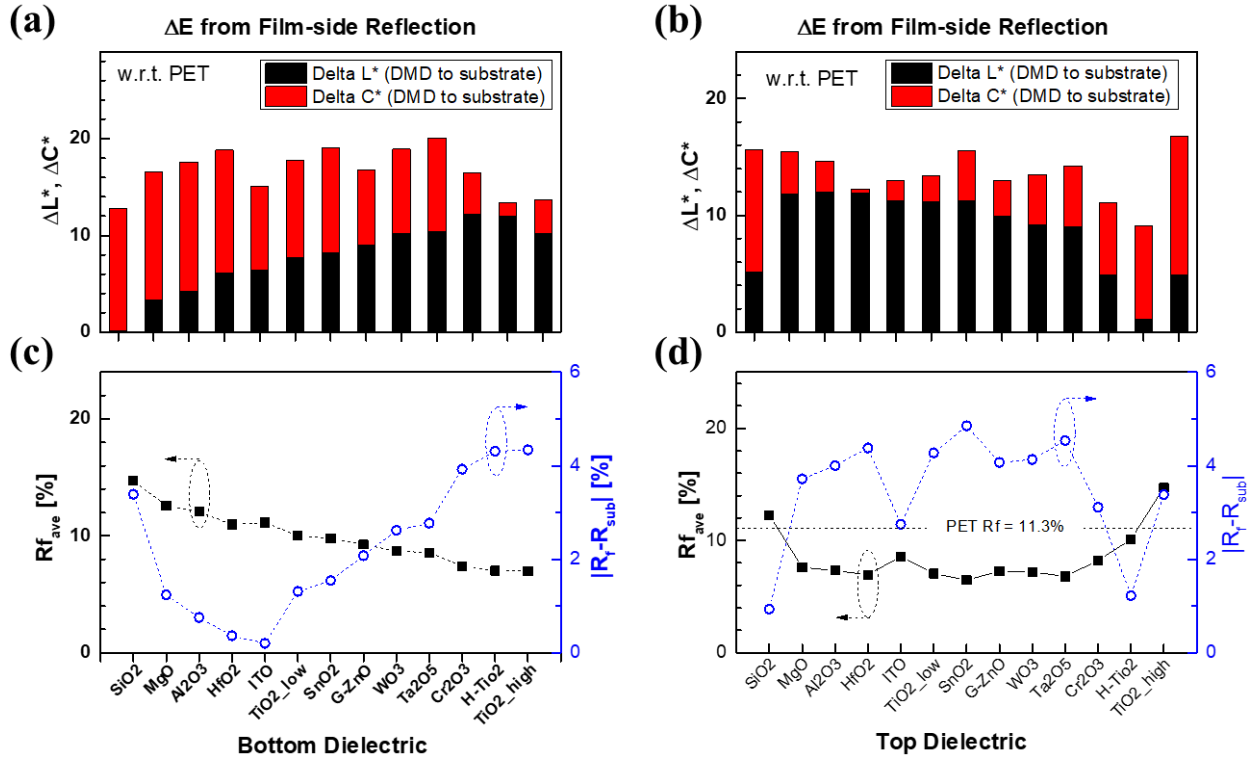 (a)
ΔE from Film-side Reflection
w.r.t. PET
Delta L* (DMD to substrate)
Delta C* (DMD to substrate)
ΔL*, ΔC*
20
10
0
(b)
ΔE from Film-side Reflection
w.r.t. PET
Delta L* (DMD to substrate)
Delta C* (DMD to substrate)
ΔL*, ΔC*
20
10
0
(c)
Rf_ave [%]
20
10
0
6
4
2
0
|R_f-R_sub| [%]
SiO2
MgO
Al2O3
HfO2
ITO
TiO2_low
SnO2
G-ZnO
WO3
Ta2O5
Cr2O3
H-Tio2
TiO2_high
Bottom Dielectric
(d)
Rf_ave [%]
20
10
0
PET Rf = 11.3%
6
4
2
0
|R_f-R_sub|
SiO2
MgO
Al2O3
HfO2
ITO
TiO2_low
SnO2
G-ZnO
WO3
Ta2O5
Cr2O3
H-Tio2
TiO2_high
Top Dielectric